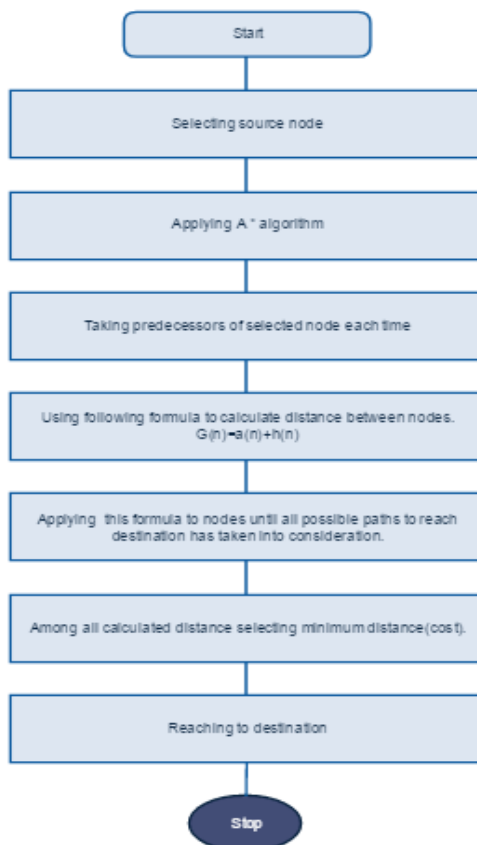 Start
Selecting source node
Applying A * algorithm
Taking predecessors of selected node each time
Using following formula to calculate distance between nodes.
G(n)=a(n)+h(n)
Applying this formula to nodes until all possible paths to reach
destination has taken into consideration.
Among all calculated distance selecting minimum distance(cost).
Reaching to destination
Stop